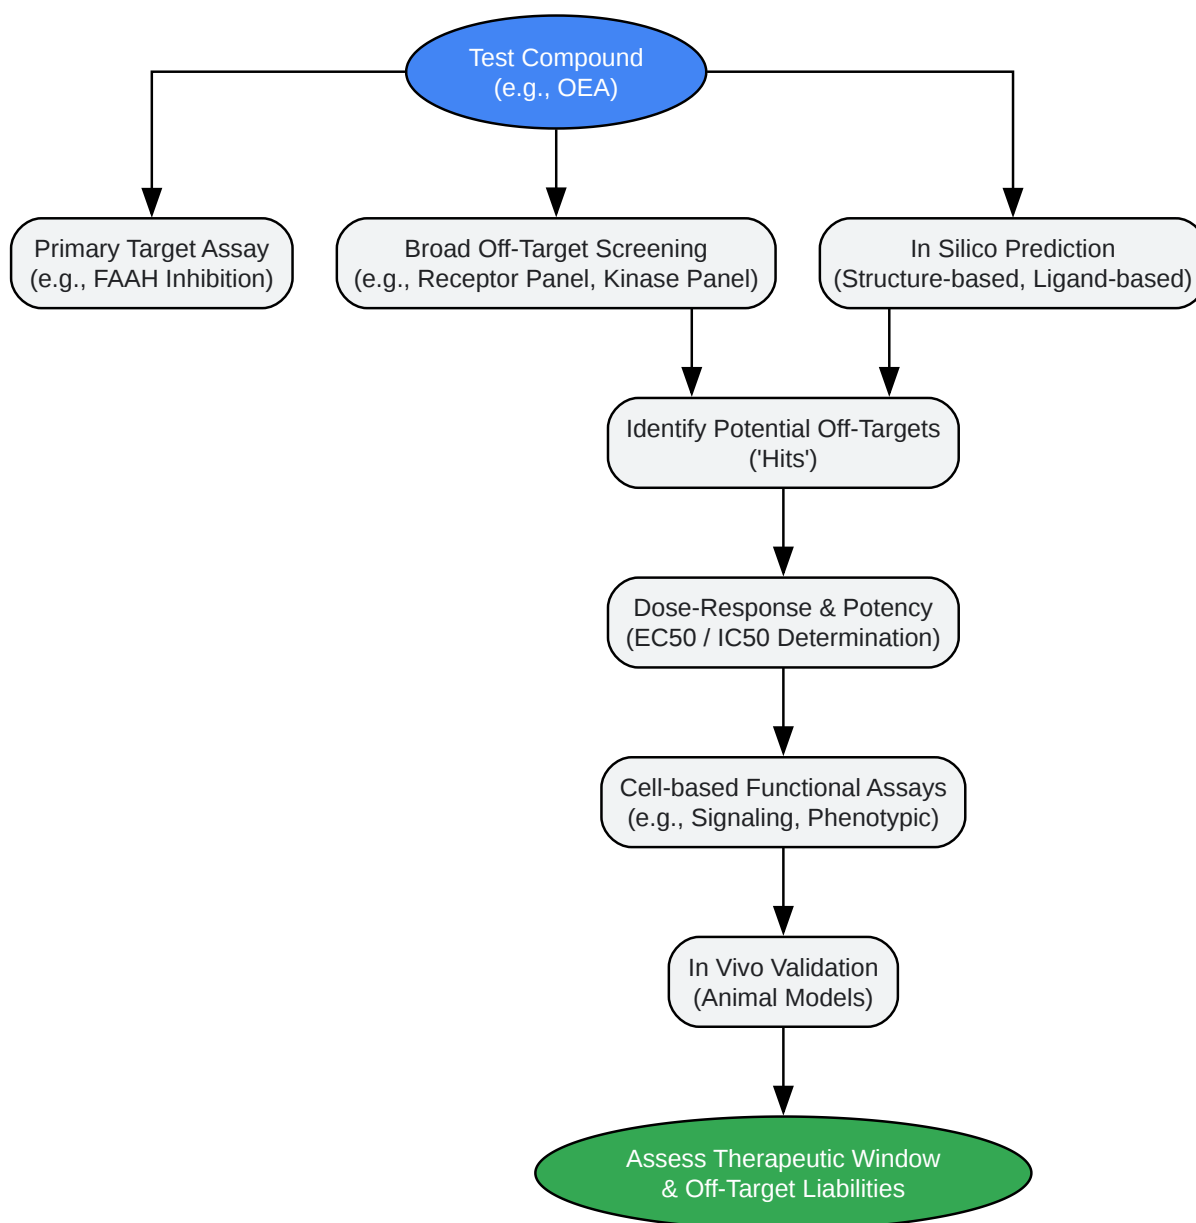 Test Compound
(e.g., OEA)
Primary Target Assay
(e.g., FAAH Inhibition)
Broad Off-Target Screening
(e.g., Receptor Panel, Kinase Panel)
In Silico Prediction
(Structure-based, Ligand-based)
Identify Potential Off-Targets
('Hits')
Dose-Response & Potency
(EC50 / IC50 Determination)
Cell-based Functional Assays
(e.g., Signaling, Phenotypic)
In Vivo Validation
(Animal Models)
Assess Therapeutic Window
& Off-Target Liabilities